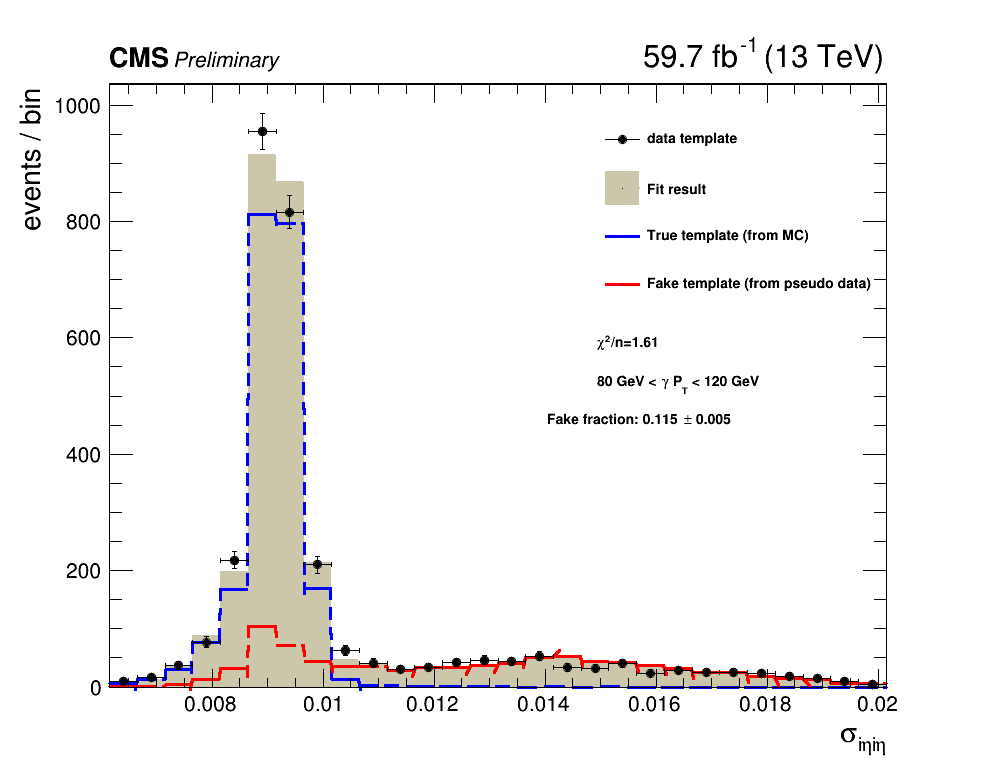 CMS Preliminary 59.7 fb⁻¹ (13 TeV)
events / bin
1000
800
600
400
200
0
data template
Fit result
True template (from MC)
Fake template (from pseudo data)
χ²/n=1.61
80 GeV < γ P_T < 120 GeV
Fake fraction: 0.115 ± 0.005
0.008 0.01 0.012 0.014 0.016 0.018 0.02
σ_iηiη